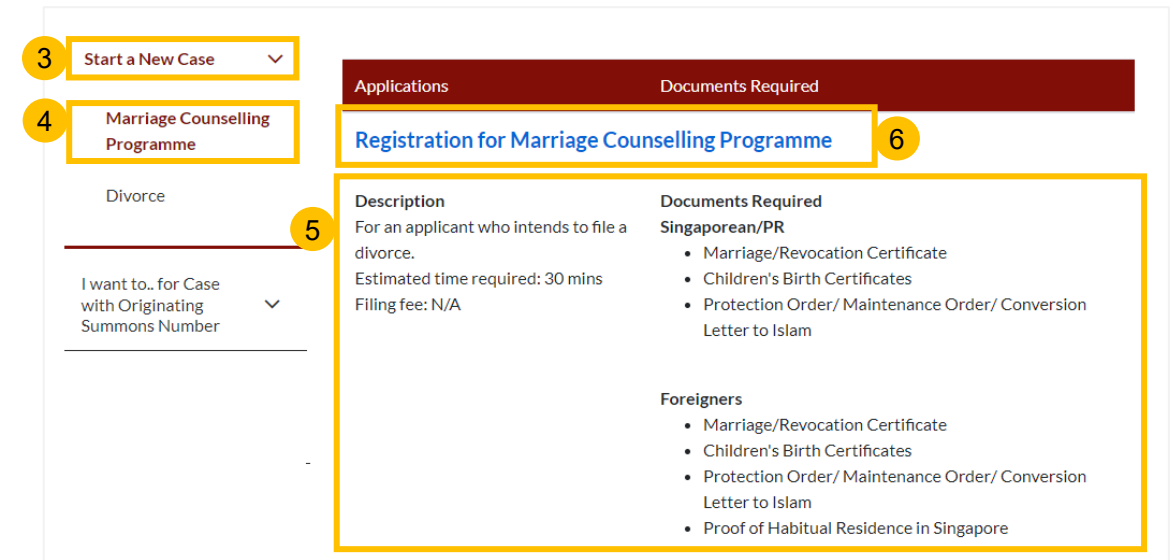 3
Start a New Case
4
Marriage Counselling
Programme
Divorce
I want to.. for Case
with Originating
Summons Number
Applications
Documents Required
Registration for Marriage Counselling Programme
6
5
Description
For an applicant who intends to file a
divorce.
Estimated time required: 30 mins
Filing fee: N/A
Documents Required
Singaporean/PR
• Marriage/Revocation Certificate
• Children's Birth Certificates
• Protection Order/ Maintenance Order/ Conversion
Letter to Islam
Foreigners
• Marriage/Revocation Certificate
• Children's Birth Certificates
• Protection Order/ Maintenance Order/ Conversion
Letter to Islam
• Proof of Habitual Residence in Singapore
-